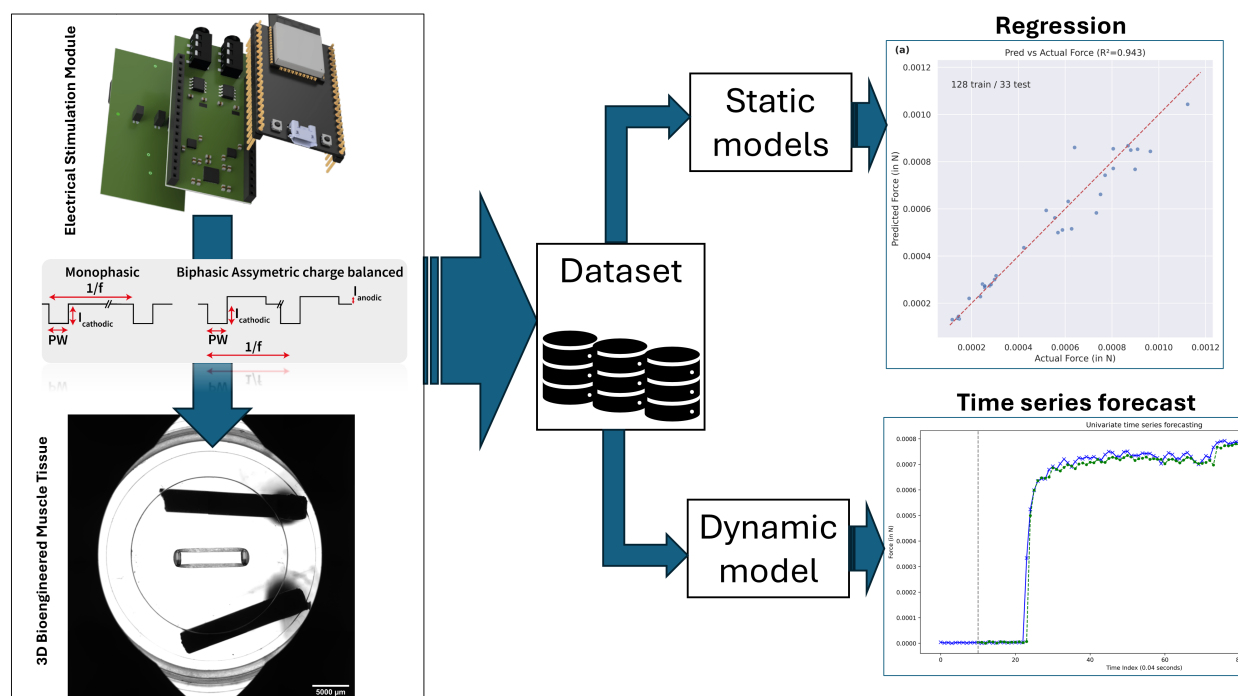 Electrical Stimulation Module
Monophasic
1/f
I cathodic
PW
Biphasic Assymetric charge balanced
I anodic
I cathodic
PW
1/f
3D Bioengineered Muscle Tissue
5000 µm
Dataset
Static
models
Dynamic
model
Regression
(a)
Pred vs Actual Force (R²=0.943)
128 train / 33 test
Predicted Force (in N)
0.0012
0.0010
0.0008
0.0006
0.0004
0.0002
0.0002 0.0004 0.0006 0.0008 0.0010 0.0012
Actual Force (in N)
Time series forecast
Univariate time series forecasting
Force (in N)
0.0008
0.0007
0.0006
0.0005
0.0004
0.0003
0.0002
0.0001
0.0000
0 20 40 60 8
Time Index (0.04 seconds)